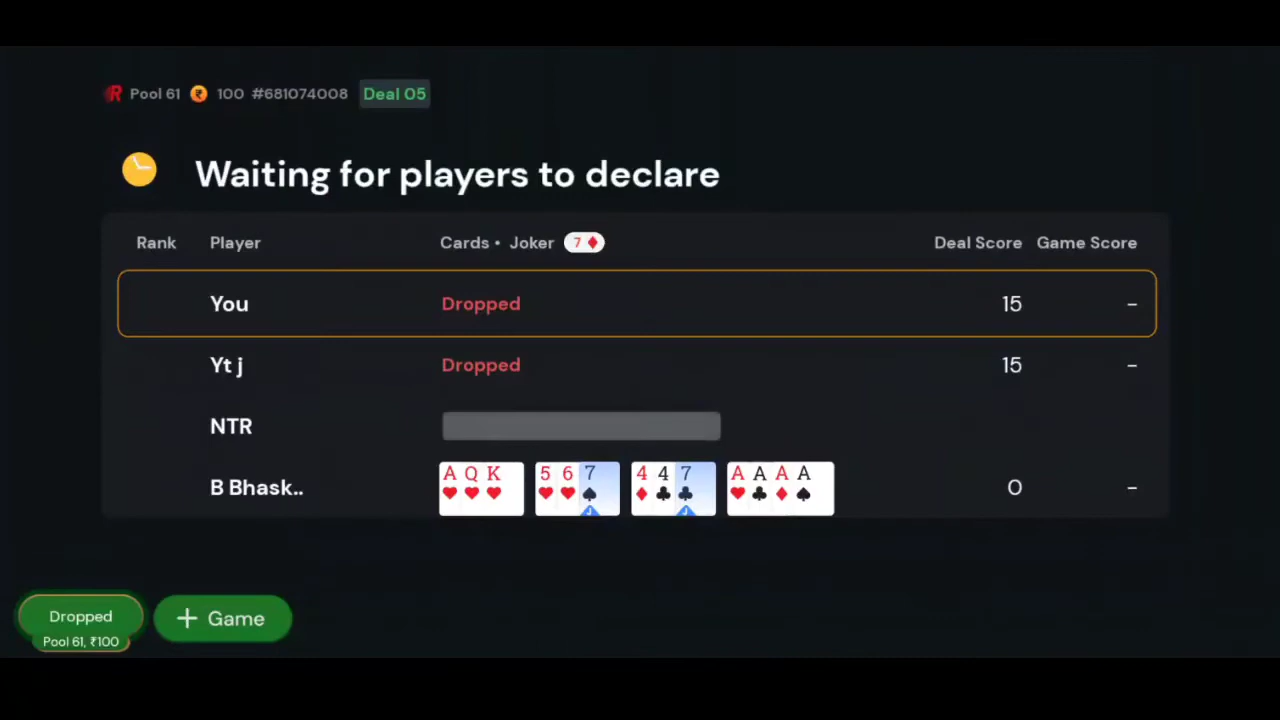 R Pool 61 ₹ 100 #681074008 Deal 05
Waiting for players to declare
Rank Player Cards • Joker 7♦ Deal Score Game Score
You Dropped 15 -
Yt j Dropped 15 -
NTR
B Bhask.. A♥ Q♥ K♥ 5♥ 6♥ 7♠ J 4♦ 4♣ 7♣ J A♥ A♣ A♦ A♠ 0 -
Dropped
Pool 61, ₹100
+ Game